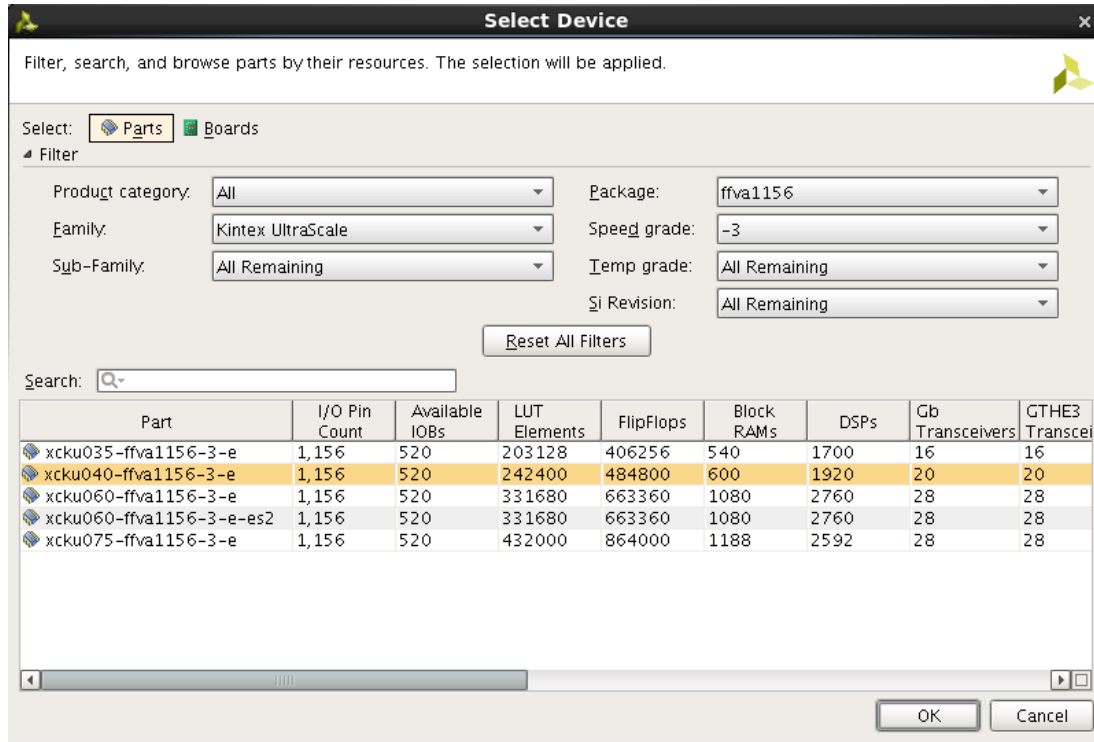 Select Device
Filter, search, and browse parts by their resources. The selection will be applied.
Select: Parts Boards
Filter
Product category: All Package: ffva1156
Family: Kintex UltraScale Speed grade: -3
Sub-Family: All Remaining Temp grade: All Remaining
Si Revision: All Remaining
Reset All Filters
Search:
Part I/O Pin Count Available IOBs LUT Elements FlipFlops Block RAMs DSPs Gb Transceivers GTHE3 Transcei
xcku035-ffva1156-3-e 1,156 520 203128 406256 540 1700 16 16
xcku040-ffva1156-3-e 1,156 520 242400 484800 600 1920 20 20
xcku060-ffva1156-3-e 1,156 520 331680 663360 1080 2760 28 28
xcku060-ffva1156-3-e-es2 1,156 520 331680 663360 1080 2760 28 28
xcku075-ffva1156-3-e 1,156 520 432000 864000 1188 2592 28 28
OK Cancel